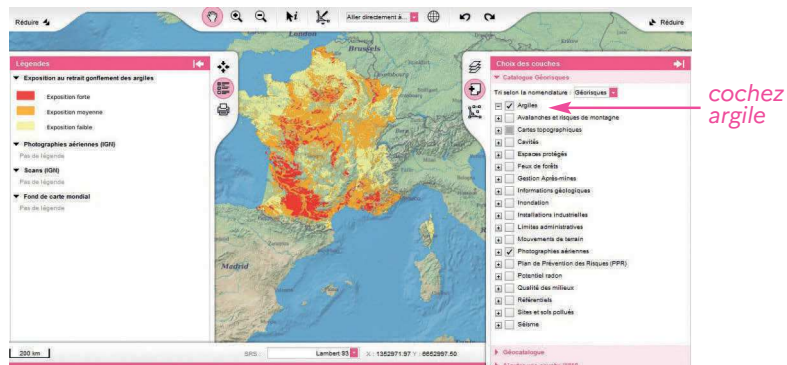 Réduire
Aller directement à...
Réduire
Légendes
Exposition au retrait gonflement des argiles
Exposition forte
Exposition moyenne
Exposition faible
Photographies aériennes (IGN)
Pas de légende
Scans (IGN)
Pas de légende
Fond de carte mondial
Pas de légende
London
Brussels
Luxembourg
Madrid
Choix des couches
Catalogue Géorisques
Tri selon la nomenclature : Géorisques
Argiles
Avalanches et risques de montagne
Cartes topographiques
Cavités
Espaces protégés
Feux de forêts
Gestion Après-mines
Informations géologiques
Inondation
Installations industrielles
Limites administratives
Mouvements de terrain
Photographies aériennes
Plan de Prévention des Risques (PPR)
Potentiel radon
Qualité des milieux
Référentiels
Sites et sols pollués
Séisme
Géocatalogue
cochez
argile
200 km
SRS :
Lambert 93
X : 1352971.97 Y : 6652997.50